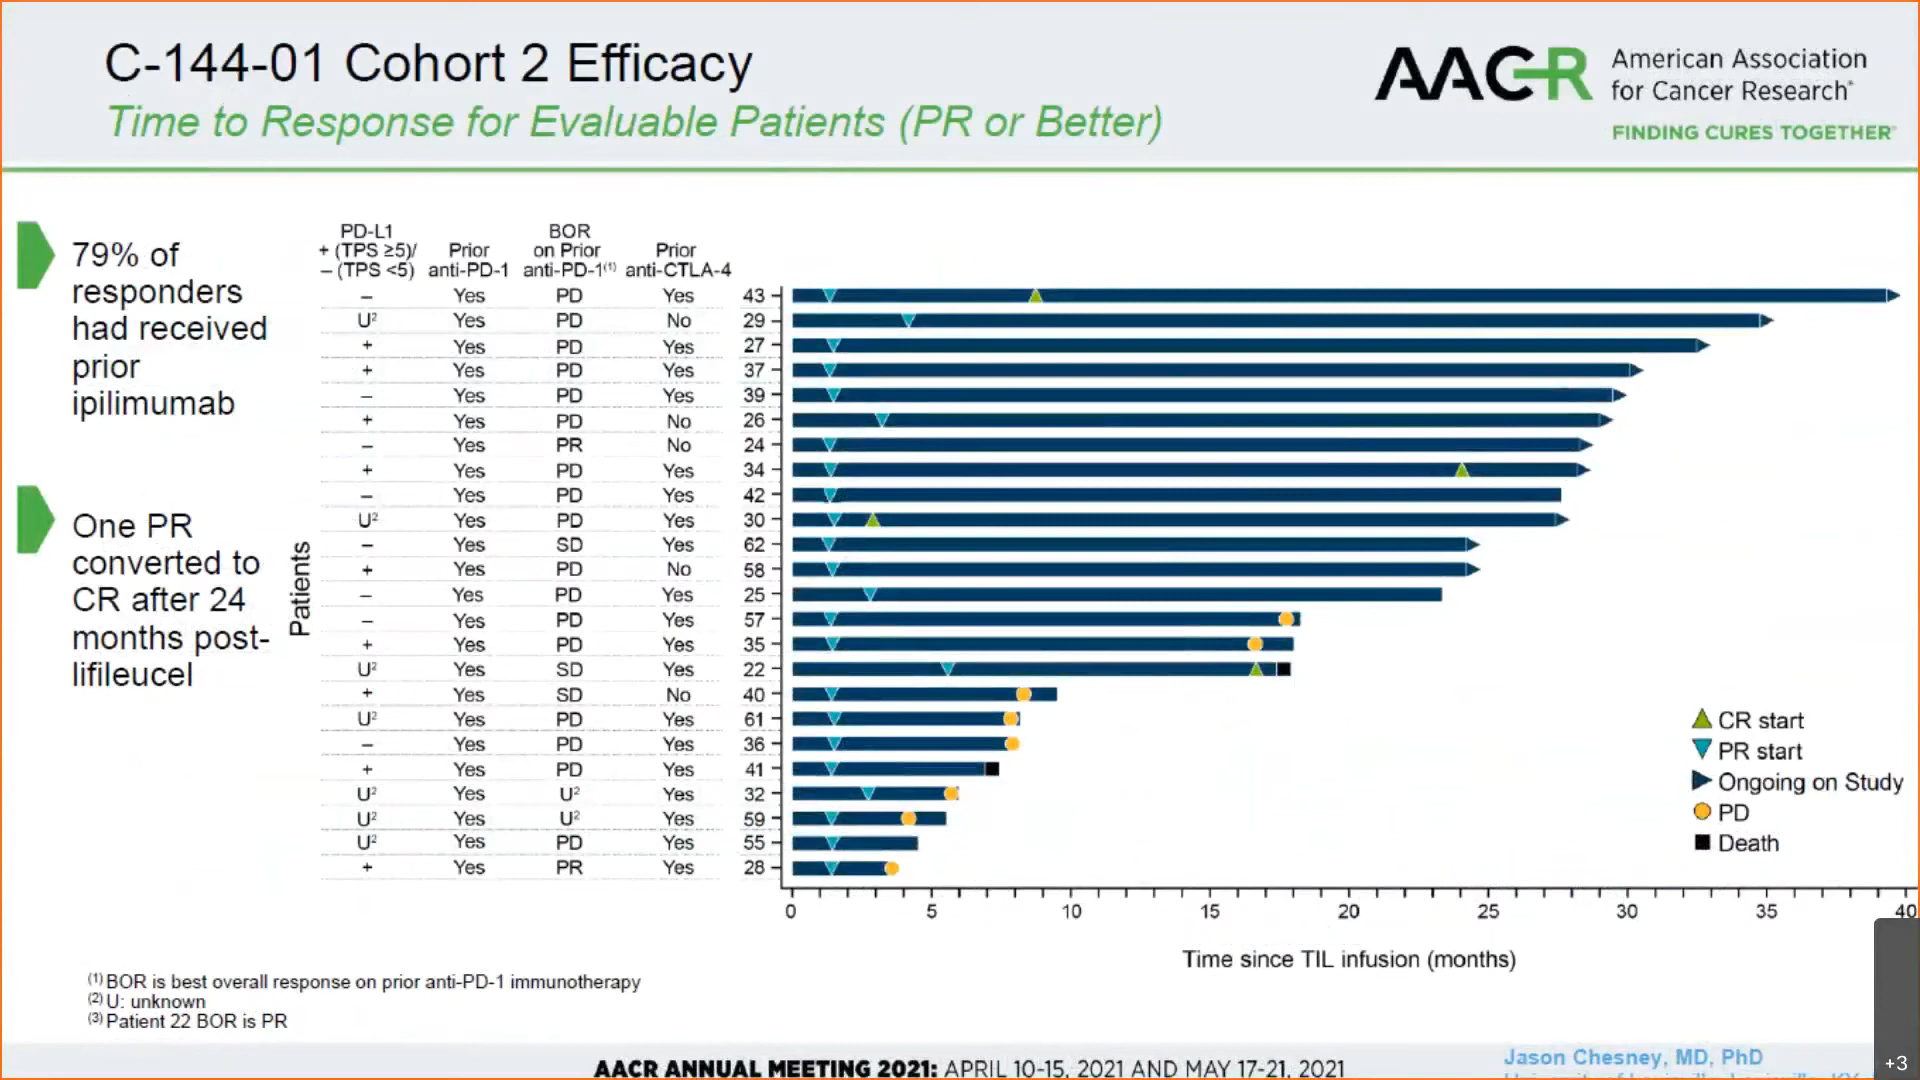 C-144-01 Cohort 2 Efficacy
Time to Response for Evaluable Patients (PR or Better)
AACR
American Association
for Cancer Research®
FINDING CURES TOGETHER®
79% of
responders
had received
prior
ipilimumab
One PR
converted to
CR after 24
months post-
lifileucel
PD-L1
+ (TPS ≥5)/
– (TPS <5)
Prior
anti-PD-1
BOR
on Prior
anti-PD-1(1)
Prior
anti-CTLA-4
Patients
– Yes PD Yes 43
U² Yes PD No 29
+ Yes PD Yes 27
+ Yes PD Yes 37
– Yes PD Yes 39
+ Yes PD No 26
– Yes PR No 24
+ Yes PD Yes 34
– Yes PD Yes 42
U² Yes PD Yes 30
– Yes SD Yes 62
+ Yes PD No 58
– Yes PD Yes 25
– Yes PD Yes 57
+ Yes PD Yes 35
U² Yes SD Yes 22
+ Yes SD No 40
U² Yes PD Yes 61
– Yes PD Yes 36
+ Yes PD Yes 41
U² Yes U² Yes 32
U² Yes U² Yes 59
U² Yes PD Yes 55
+ Yes PR Yes 28
CR start
PR start
Ongoing on Study
PD
Death
0 5 10 15 20 25 30 35 40
Time since TIL infusion (months)
(1) BOR is best overall response on prior anti-PD-1 immunotherapy
(2) U: unknown
(3) Patient 22 BOR is PR
AACR ANNUAL MEETING 2021: APRIL 10-15, 2021 AND MAY 17-21, 2021
Jason Chesney, MD, PhD
+3